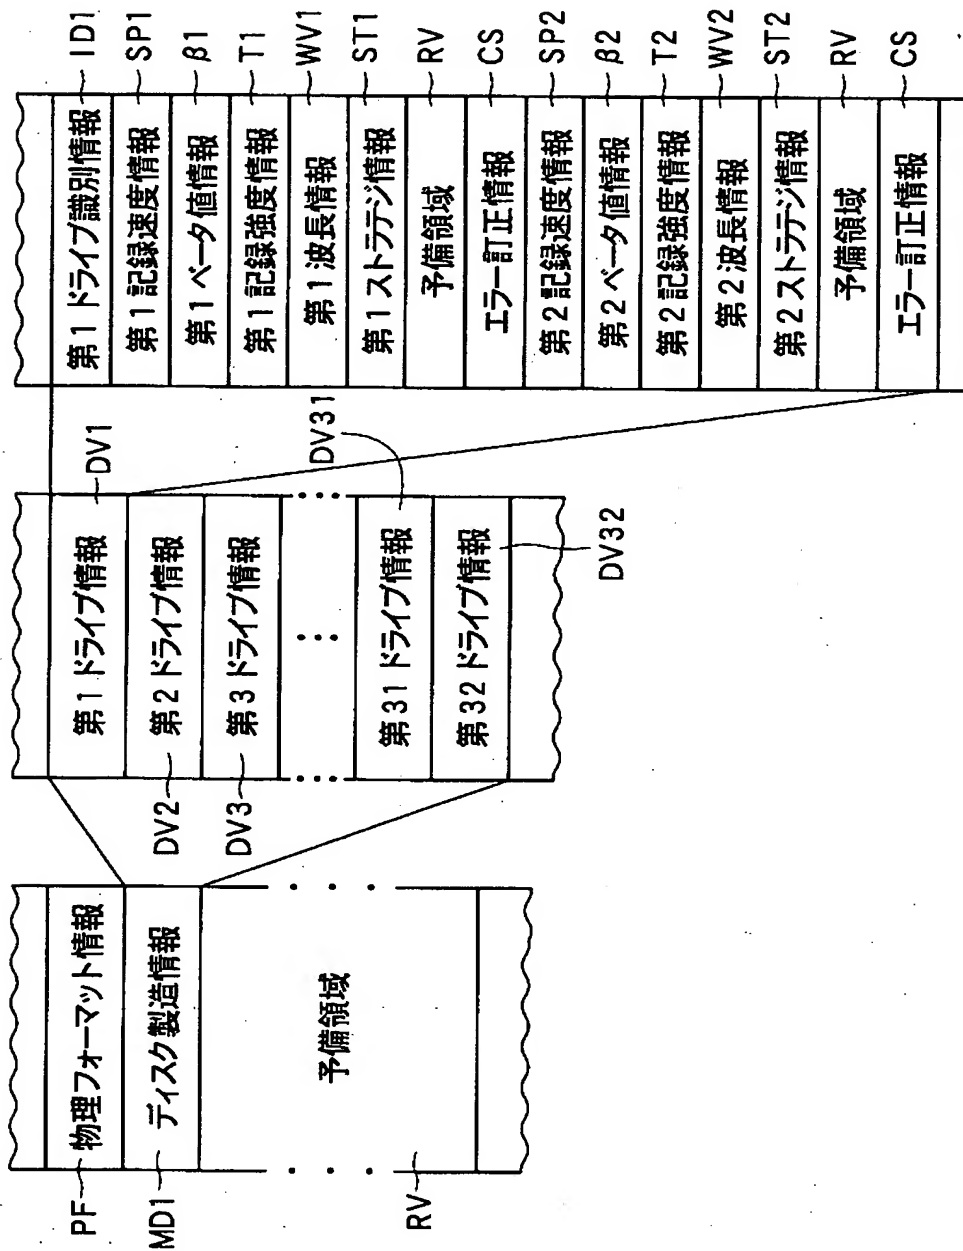 PF 物理フォーマット情報
MD1 ディスク製造情報
RV 予備領域
第1ドライブ情報 DV1
DV2 第2ドライブ情報
DV3 第3ドライブ情報
第31ドライブ情報 DV31
第32ドライブ情報 DV32
第1ドライブ識別情報 ID1
第1記録速度情報 SP1
第1ベータ値情報 β1
第1記録強度情報 T1
第1波長情報 WV1
第1ストラテジ情報 ST1
予備領域 RV
エラー訂正情報 CS
第2記録速度情報 SP2
第2ベータ値情報 β2
第2記録強度情報 T2
第2波長情報 WV2
第2ストラテジ情報 ST2
予備領域 RV
エラー訂正情報 CS